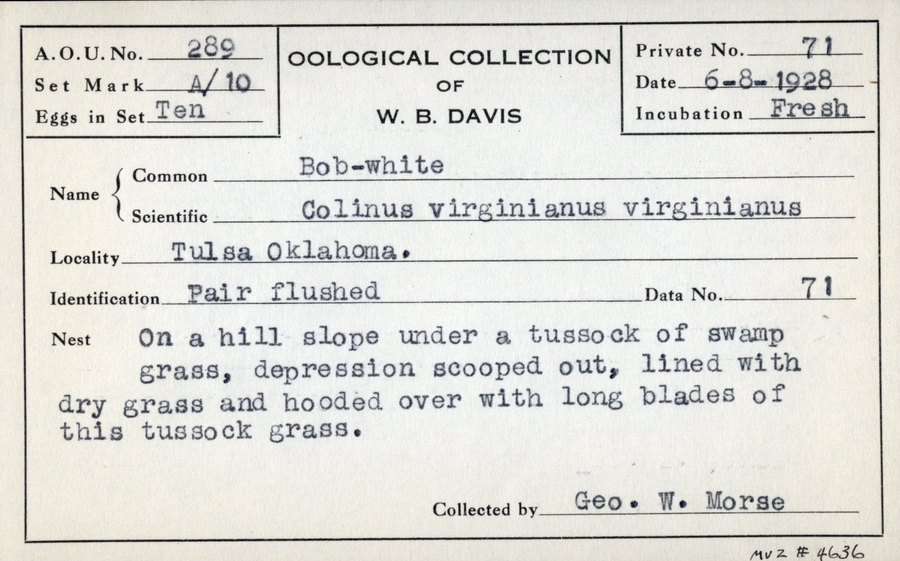 A.O.U. No. 289
Set Mark A/10
Eggs in Set Ten
OOLOGICAL COLLECTION
OF
W. B. DAVIS
Private No. 71
Date 6-8-1928
Incubation Fresh
Name
Common Bob-white
Scientific Colinus virginianus virginianus
Locality Tulsa Oklahoma.
Identification Pair flushed Data No. 71
Nest On a hill slope under a tussock of swamp
grass, depression scooped out, lined with
dry grass and hooded over with long blades of
this tussock grass.
Collected by Geo. W. Morse
MVZ # 4636